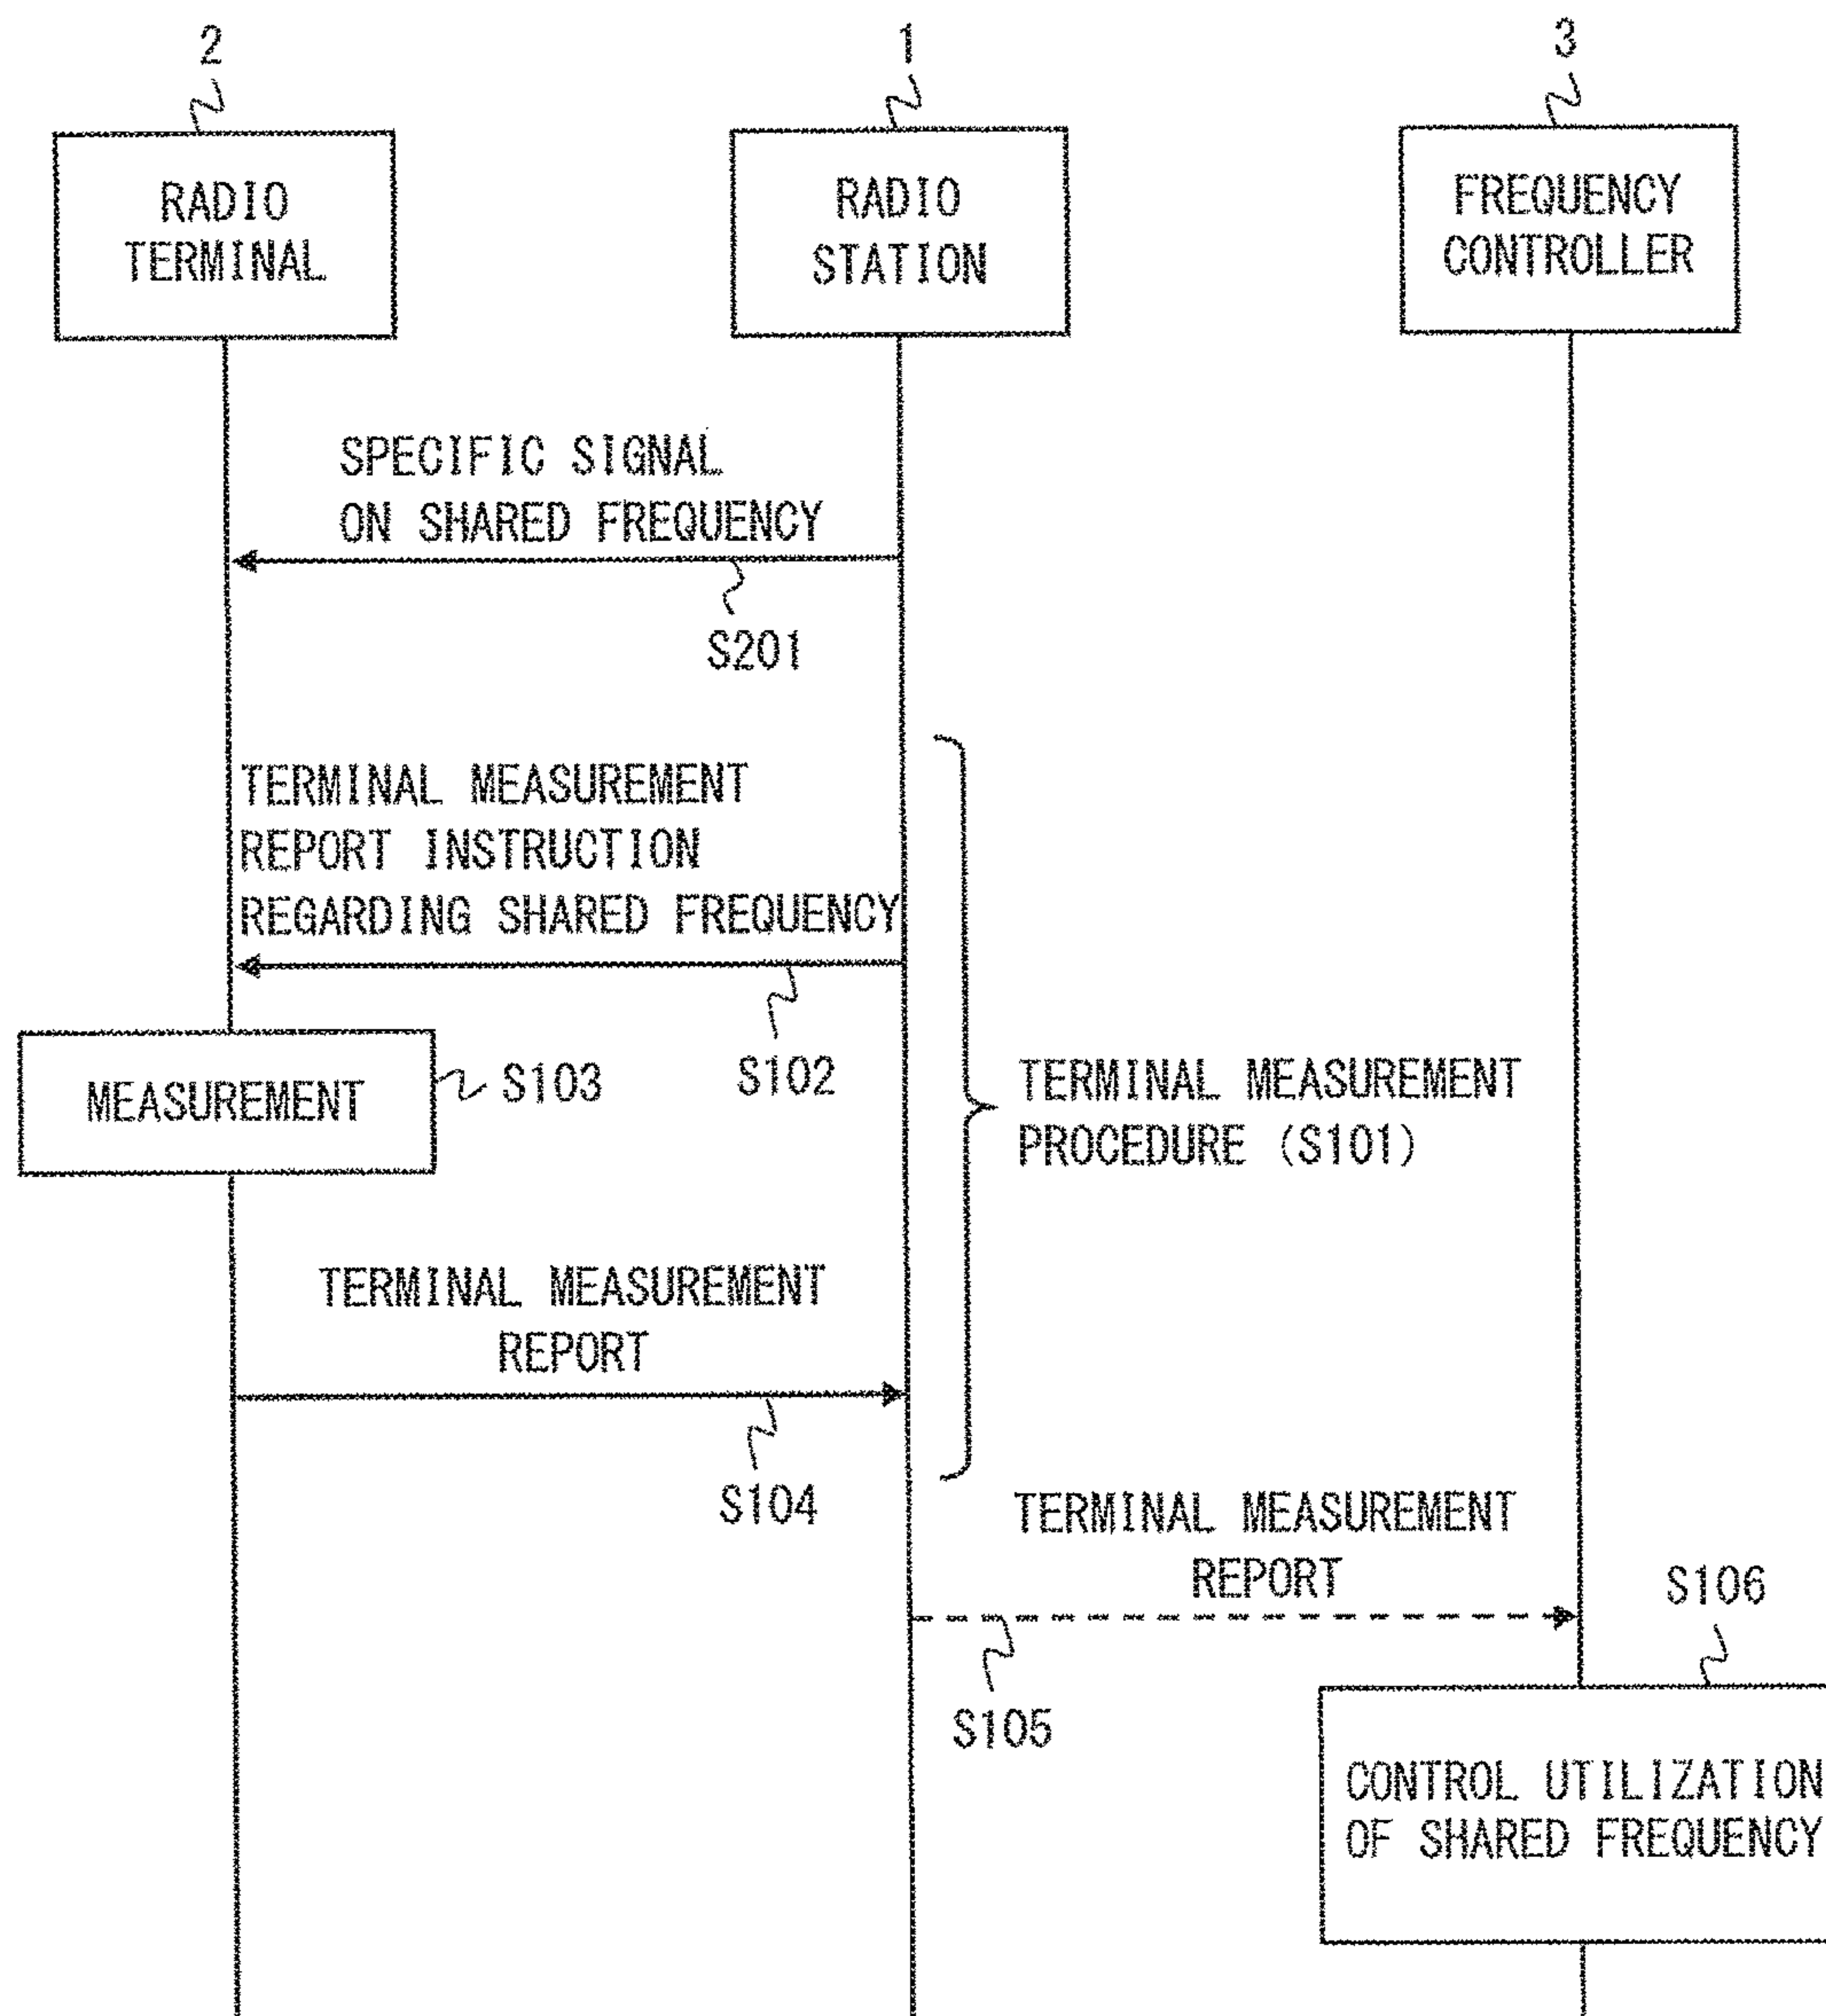 2
1
3
RADIO
TERMINAL
RADIO
STATION
FREQUENCY
CONTROLLER
SPECIFIC SIGNAL
ON SHARED FREQUENCY
S201
TERMINAL MEASUREMENT
REPORT INSTRUCTION
REGARDING SHARED FREQUENCY
S102
MEASUREMENT
S103
TERMINAL MEASUREMENT
PROCEDURE (S101)
TERMINAL MEASUREMENT
REPORT
S104
TERMINAL MEASUREMENT
REPORT
S105
S106
CONTROL UTILIZATION
OF SHARED FREQUENCY